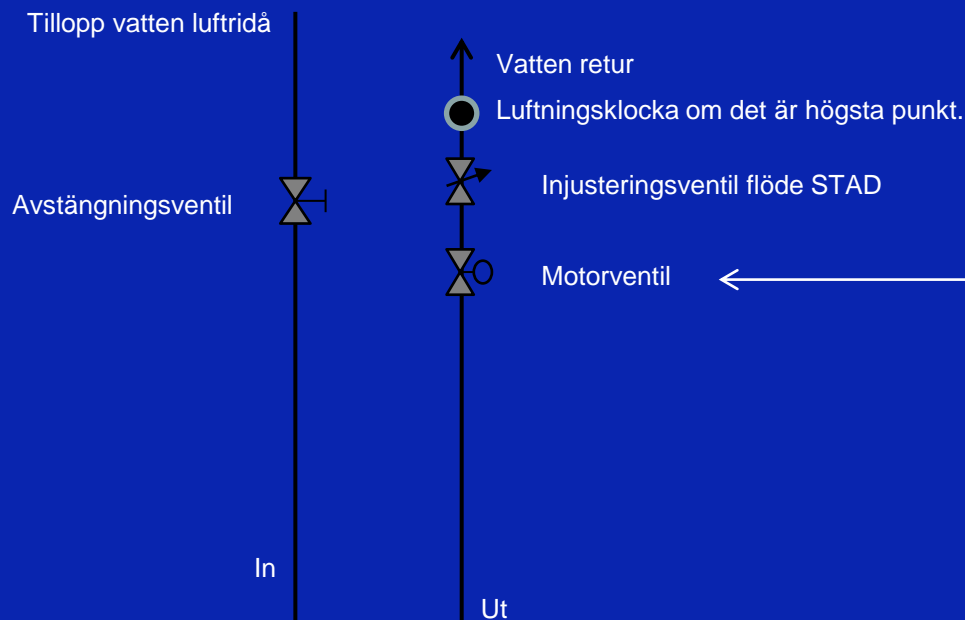 Tillopp vatten luftridå
Vatten retur
Luftningsklocka om det är högsta punkt.
Injusteringsventil flöde STAD
Avstängningsventil
Motorventil
In
Ut